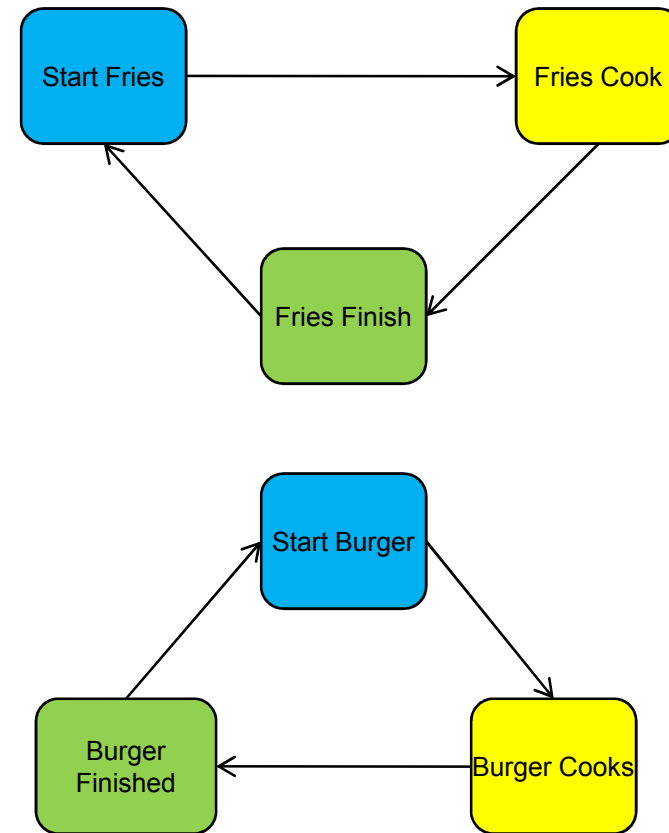 Start Fries
Fries Cook
Fries Finish
Start Burger
Burger
Finished
Burger Cooks